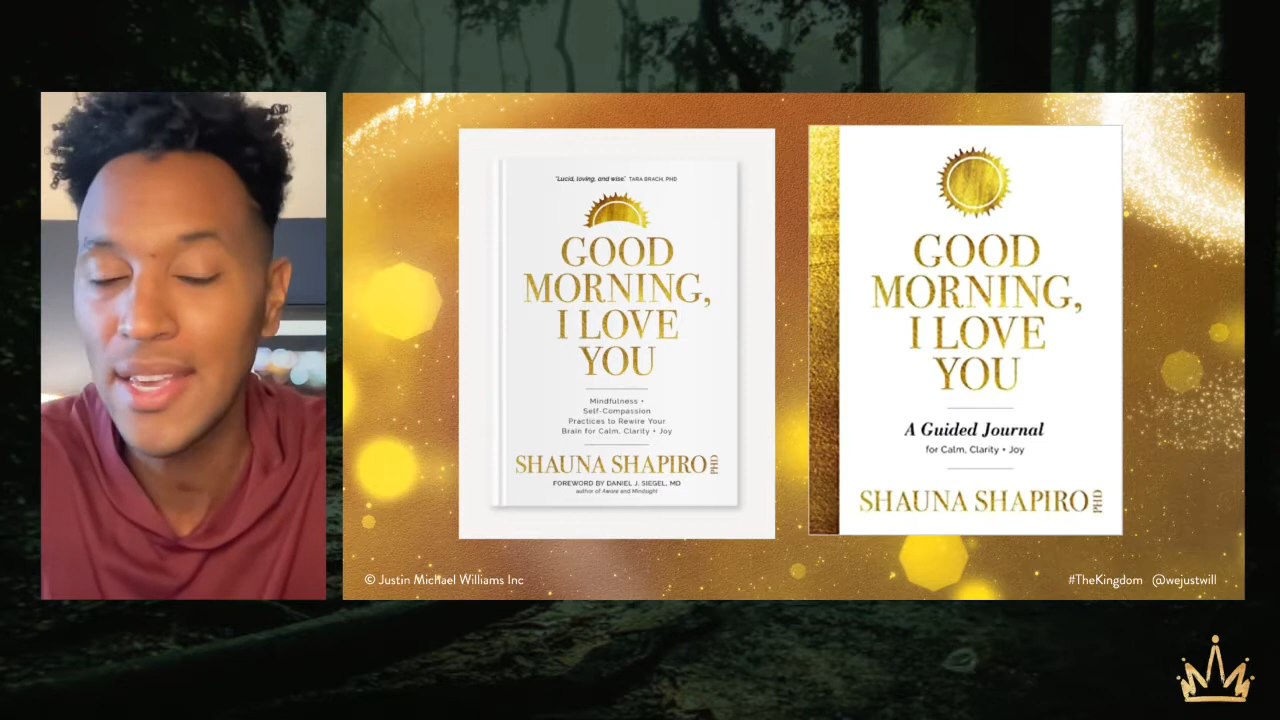 "Lucid, loving, and wise." TARA BRACH, PHD
GOOD
MORNING,
I LOVE
YOU
Mindfulness +
Self-Compassion
Practices to Rewire Your
Brain for Calm, Clarity + Joy
SHAUNA SHAPIRO PHD
FOREWORD BY DANIEL J. SIEGEL, MD
author of Aware and Mindsight
GOOD
MORNING,
I LOVE
YOU
A Guided Journal
for Calm, Clarity + Joy
SHAUNA SHAPIRO PHD
© Justin Michael Williams Inc
#TheKingdom @wejustwill